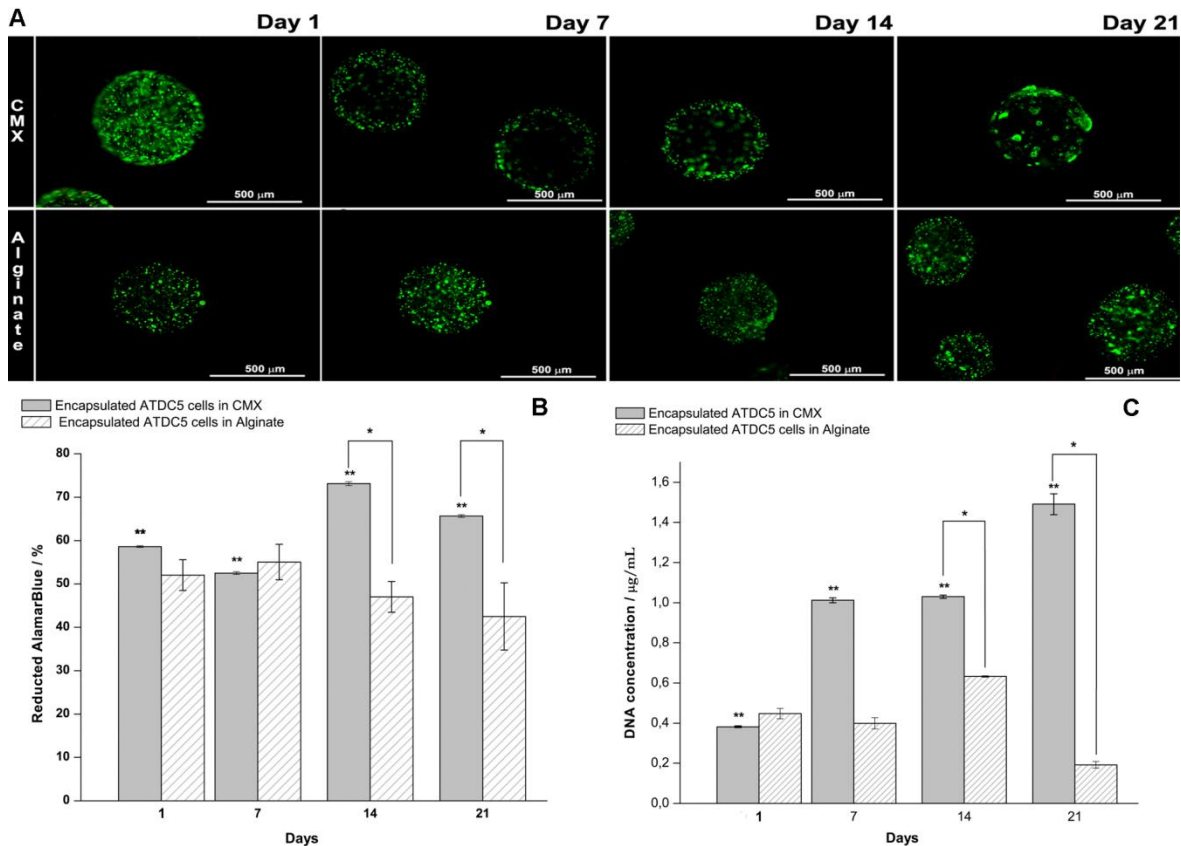 A
Day 1 Day 7 Day 14 Day 21
CMX
500 μm 500 μm 500 μm 500 μm
Alginate
500 μm 500 μm 500 μm 500 μm
Encapsulated ATDC5 cells in CMX
Encapsulated ATDC5 cells in Alginate
B
80
70
60
50
40
30
20
10
0
Reducted AlamarBlue / %
** ** ** **
* *
1 7 14 21
Days
Encapsulated ATDC5 in CMX
Encapsulated ATDC5 cells in Alginate
C
1,6
1,4
1,2
1,0
0,8
0,6
0,4
0,2
0,0
DNA concentration / μg/mL
** ** ** **
* *
1 7 14 21
Days